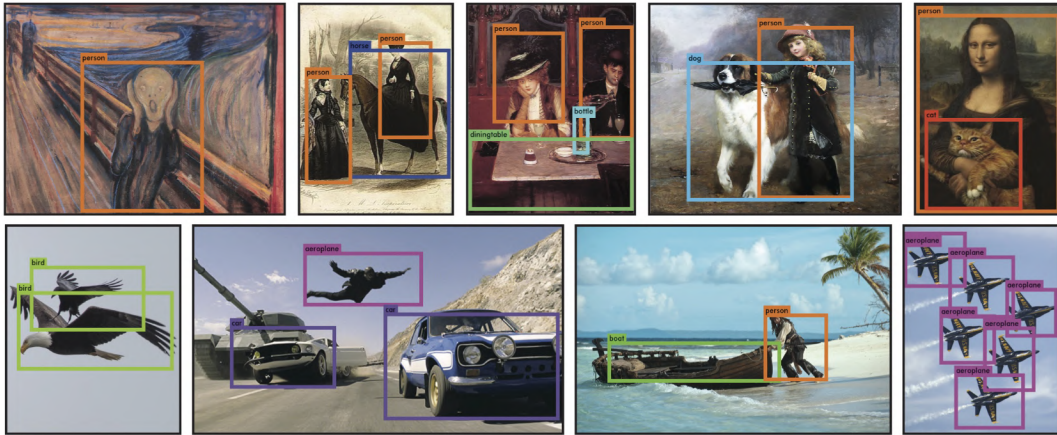 person
person
horse
person
person
person
bottle
diningtable
person
dog
person
cat
bird
bird
aeroplane
car
car
boat
person
aeroplane
aeroplane
aeroplane
aeroplane
aeroplane
aeroplane